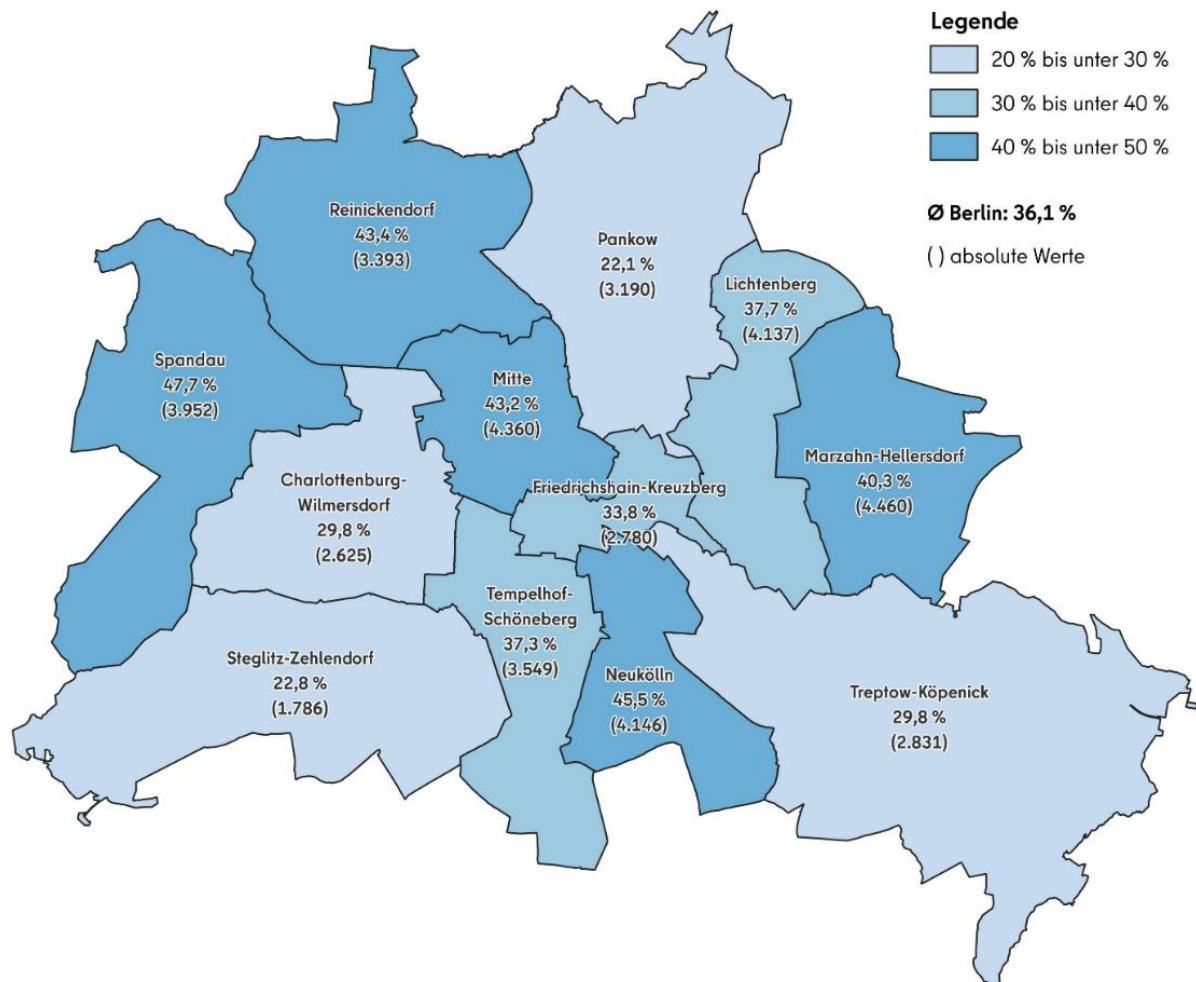 Legende
20 % bis unter 30 %
30 % bis unter 40 %
40 % bis unter 50 %
Ø Berlin: 36,1 %
( ) absolute Werte
Reinickendorf
43,4 %
(3.393)
Pankow
22,1 %
(3.190)
Lichtenberg
37,7 %
(4.137)
Spandau
47,7 %
(3.952)
Mitte
43,2 %
(4.360)
Marzahn-Hellersdorf
40,3 %
(4.460)
Charlottenburg-
Wilmersdorf
29,8 %
(2.625)
Friedrichshain-Kreuzberg
33,8 %
(2.780)
Tempelhof-
Schöneberg
37,3 %
(3.549)
Steglitz-Zehlendorf
22,8 %
(1.786)
Neukölln
45,5 %
(4.146)
Treptow-Köpenick
29,8 %
(2.831)